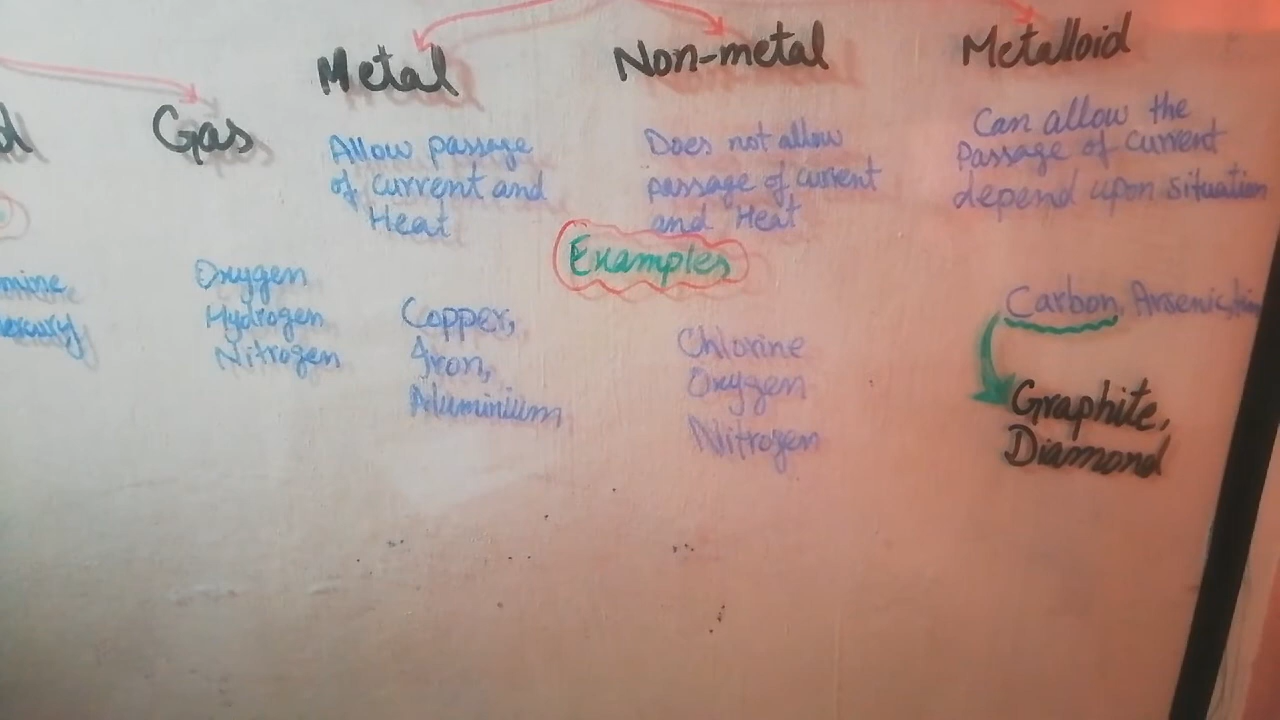 Metal
Non-metal
Metalloid
Gas
Allow passage
of current and
Heat
Does not allow
passage of current
and Heat
Can allow the
Passage of current
depend upon situation
Examples
Oxygen
Hydrogen
Nitrogen
Copper,
Iron,
Aluminium
Chlorine
Oxygen
Nitrogen
Carbon, Arsenic,
Graphite,
Diamond